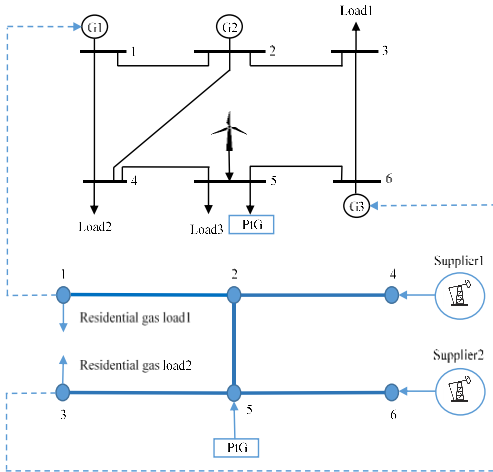 Load1
G1
G2
1
2
3
4
5
6
Load2
Load3
PtG
G3
1
2
4
Supplier1
Residential gas load1
Residential gas load2
Supplier2
3
5
6
PtG